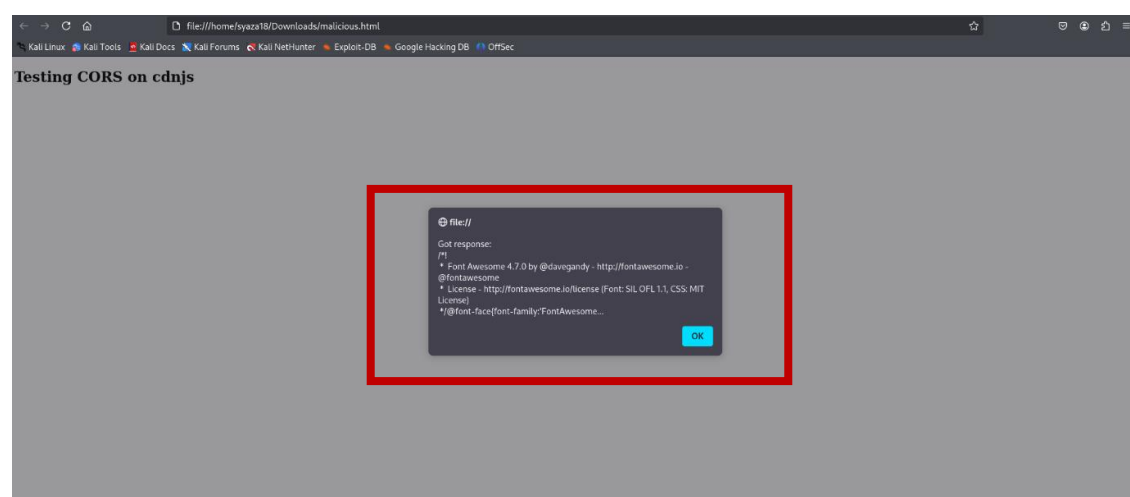 file:///home/syaza18/Downloads/malicious.html
Kali Linux Kali Tools Kali Docs Kali Forums Kali NetHunter Exploit-DB Google Hacking DB OffSec
Testing CORS on cdnjs
file://
Got response:
/*!
* Font Awesome 4.7.0 by @davegandy - http://fontawesome.io -
@fontawesome
* License - http://fontawesome.io/license (Font: SIL OFL 1.1, CSS: MIT
License)
*/@font-face{font-family:'FontAwesome...
OK